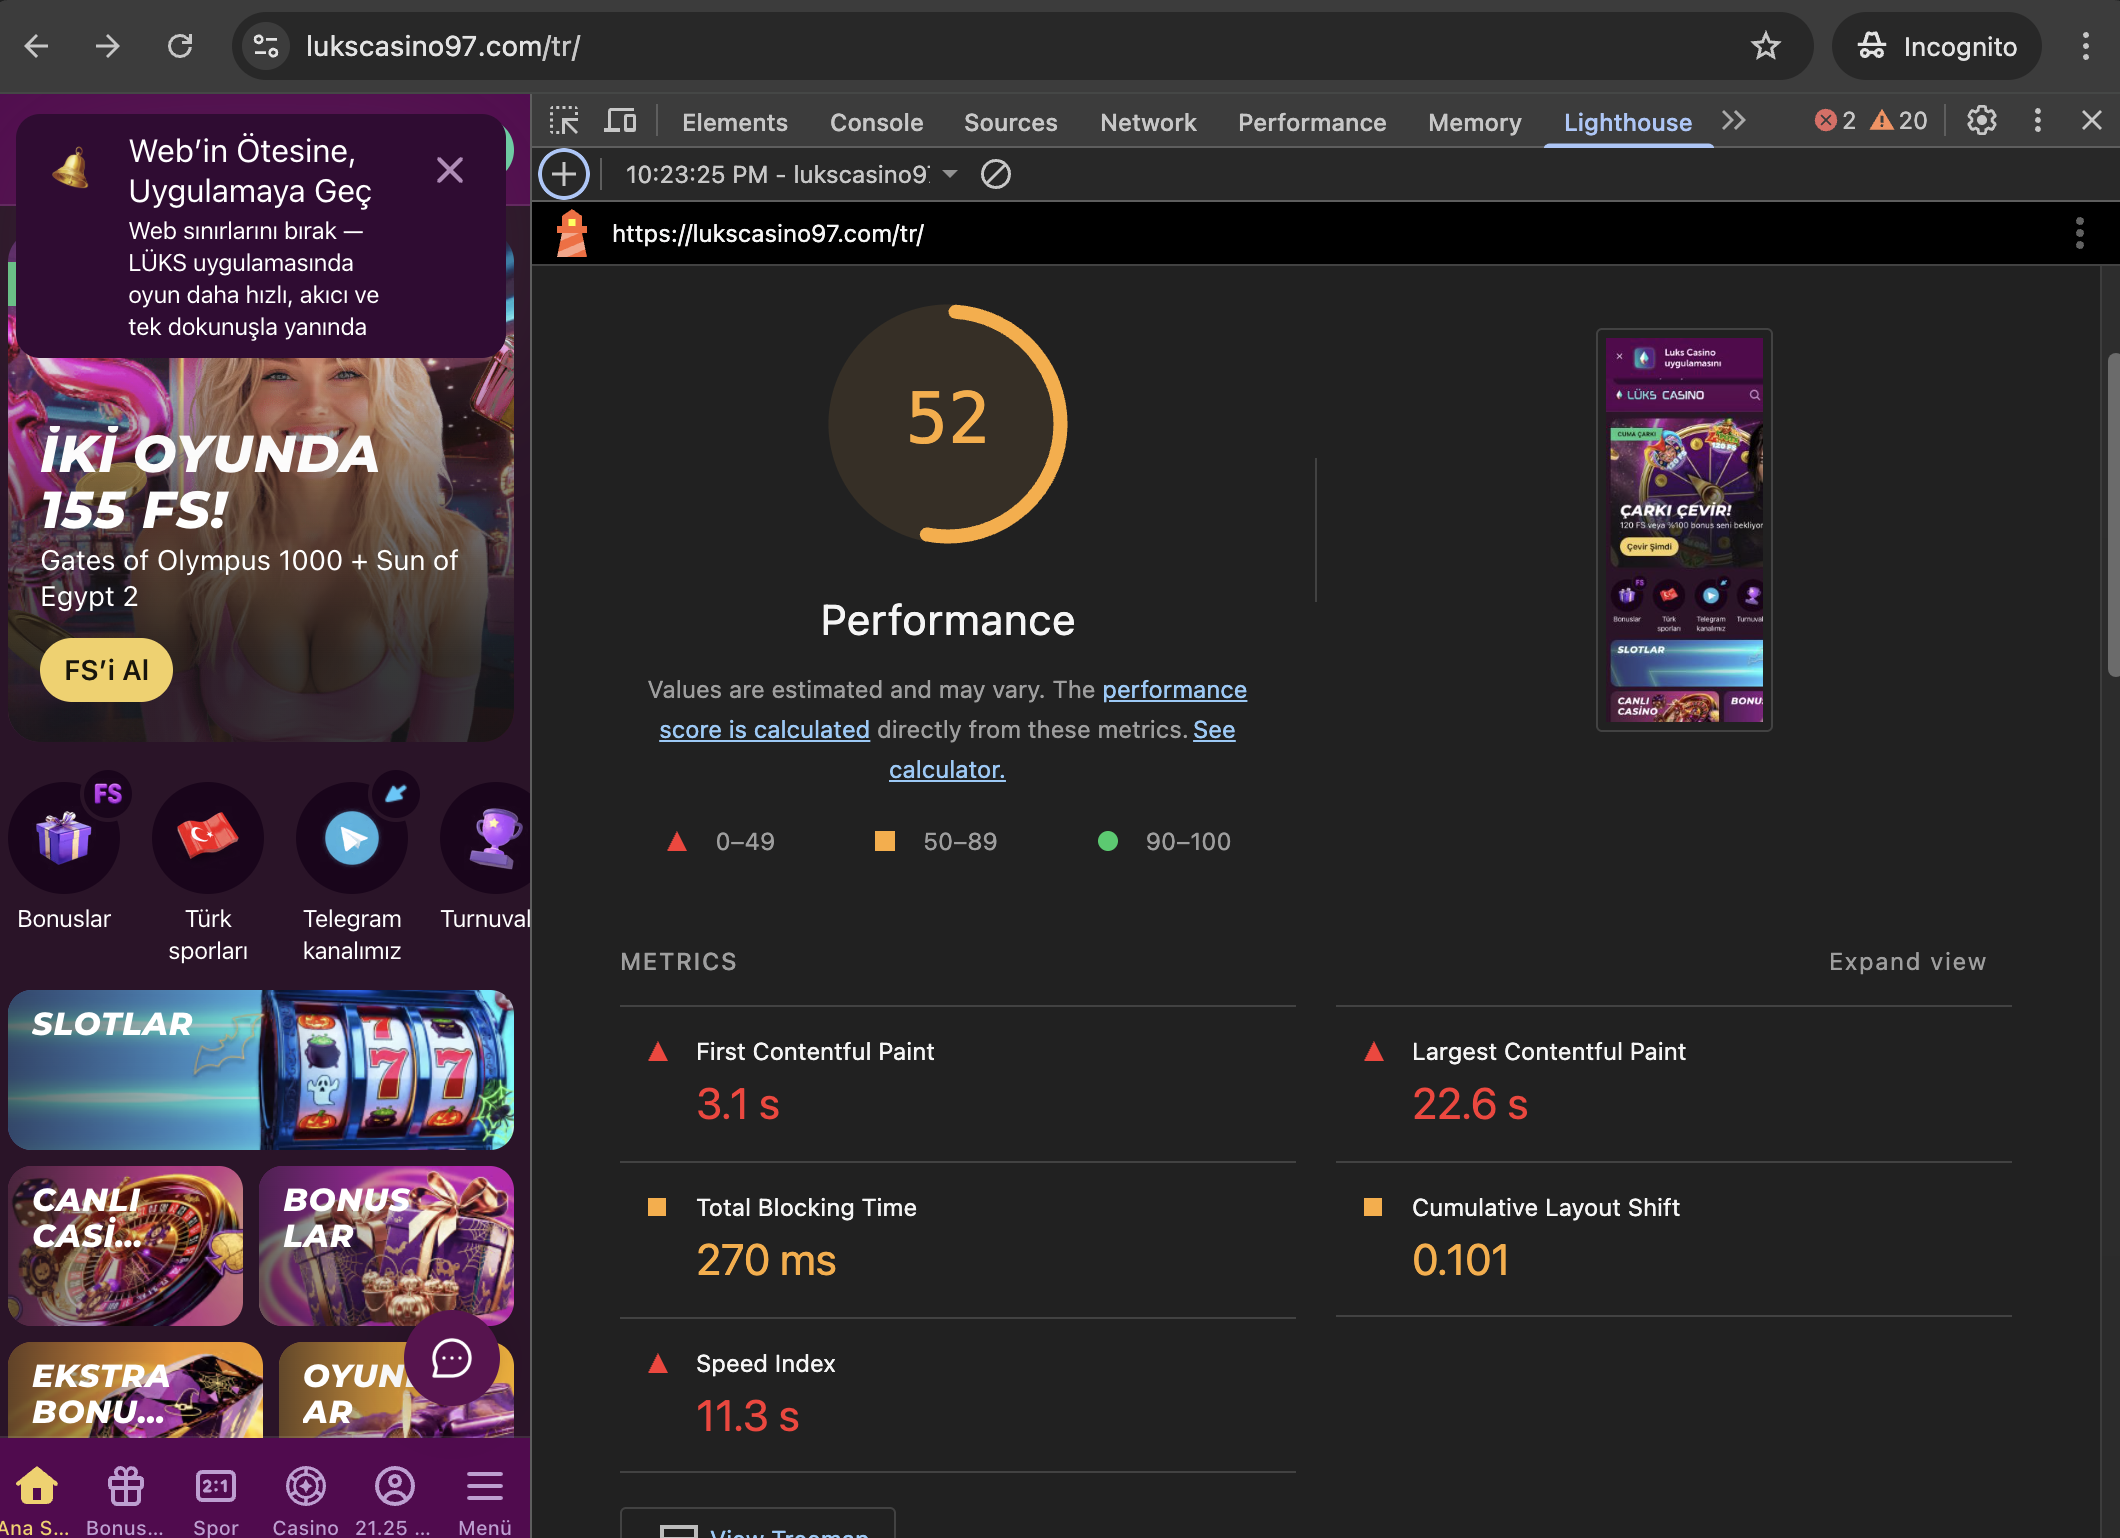 lukscasino97.com/tr/
Incognito
Web'in Ötesine,
Uygulamaya Geç
Web sınırlarını bırak —
LÜKS uygulamasında
oyun daha hızlı, akıcı ve
tek dokunuşla yanında
İKİ OYUNDA
155 FS!
Gates of Olympus 1000 + Sun of
Egypt 2
FS'i Al
FS
Bonuslar
Türk
sporları
Telegram
kanalımız
Turnuval
SLOTLAR
CANLI
CASİ...
BONUS
LAR
EKSTRA
BONU...
OYUN
AR
Ana S...
Bonus...
2:1
Spor
Casino
21.25 ...
Menü
Elements
Console
Sources
Network
Performance
Memory
Lighthouse
2
20
10:23:25 PM - lukscasino9
https://lukscasino97.com/tr/
52
Performance
Values are estimated and may vary. The performance
score is calculated directly from these metrics. See
calculator.
0–49
50–89
90–100
Luks Casino
uygulamasını
LÜKS CASINO
CUMA ÇARKI
ÇARKI ÇEVİR!
120 FS veya %100 bonus seni bekliyor
Çevir Şimdi
FS
Bonuslar
Türk
sporları
Telegram
kanalımız
Turnuval
SLOTLAR
CANLI
CASİNO
BONU
METRICS
Expand view
First Contentful Paint
3.1 s
Largest Contentful Paint
22.6 s
Total Blocking Time
270 ms
Cumulative Layout Shift
0.101
Speed Index
11.3 s
View Treemap